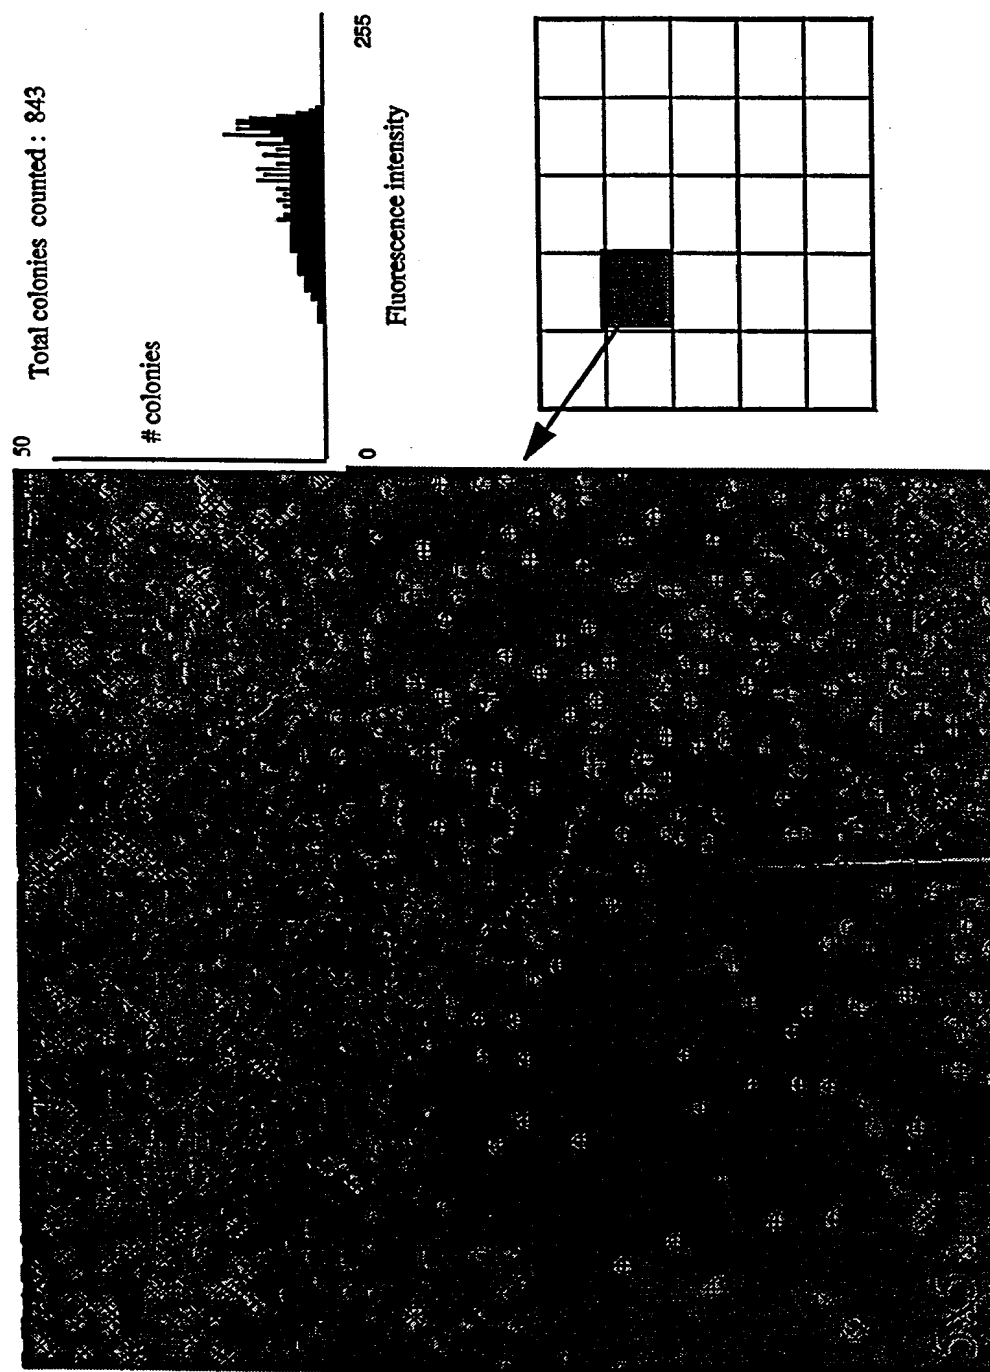 Total colonies counted : 843
50
# colonies
0
255
Fluorescence intensity